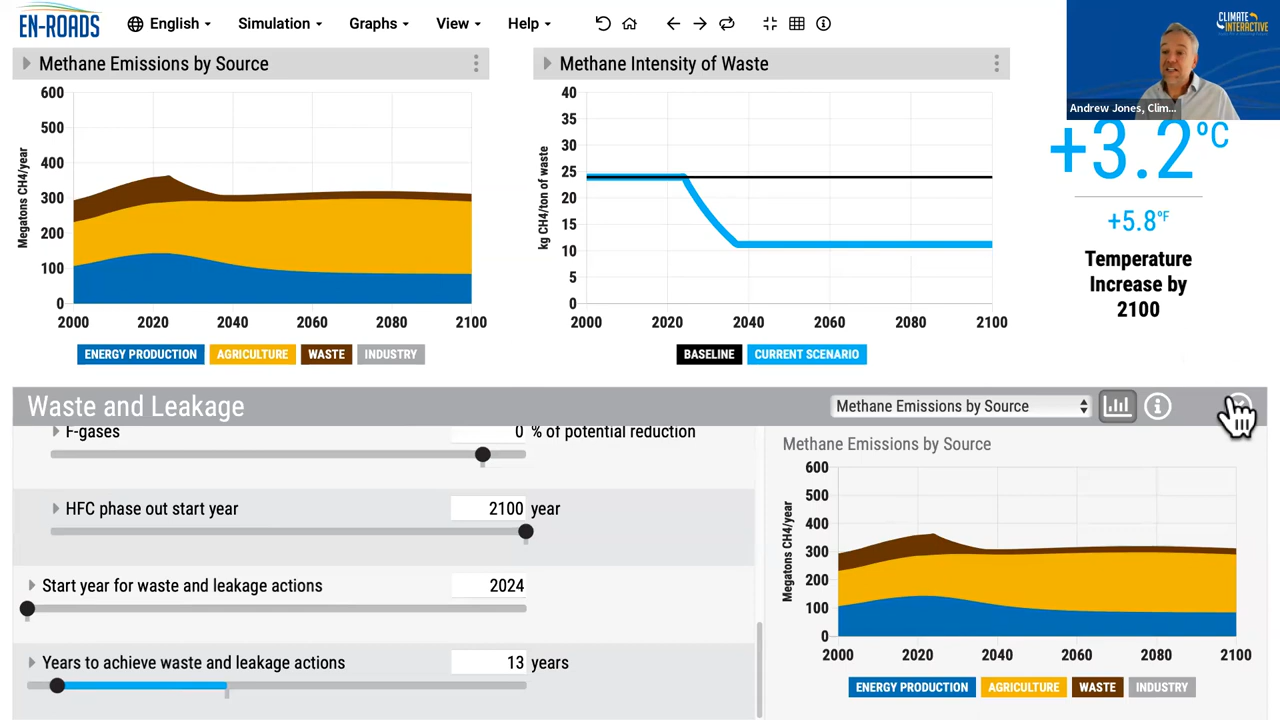 EN-ROADS
English
Simulation
Graphs
View
Help
CLIMATE
INTERACTIVE
Andrew Jones, Clim...
Methane Emissions by Source
600
500
400
300
200
100
0
Megatons CH4/year
2000 2020 2040 2060 2080 2100
ENERGY PRODUCTION AGRICULTURE WASTE INDUSTRY
Methane Intensity of Waste
40
35
30
25
20
15
10
5
0
kg CH4/ton of waste
2000 2020 2040 2060 2080 2100
BASELINE CURRENT SCENARIO
+3.2°C
+5.8°F
Temperature
Increase by
2100
Waste and Leakage
Methane Emissions by Source
F-gases 0 % of potential reduction
HFC phase out start year 2100 year
Start year for waste and leakage actions 2024
Years to achieve waste and leakage actions 13 years
Methane Emissions by Source
600
500
400
300
200
100
0
Megatons CH4/year
2000 2020 2040 2060 2080 2100
ENERGY PRODUCTION AGRICULTURE WASTE INDUSTRY